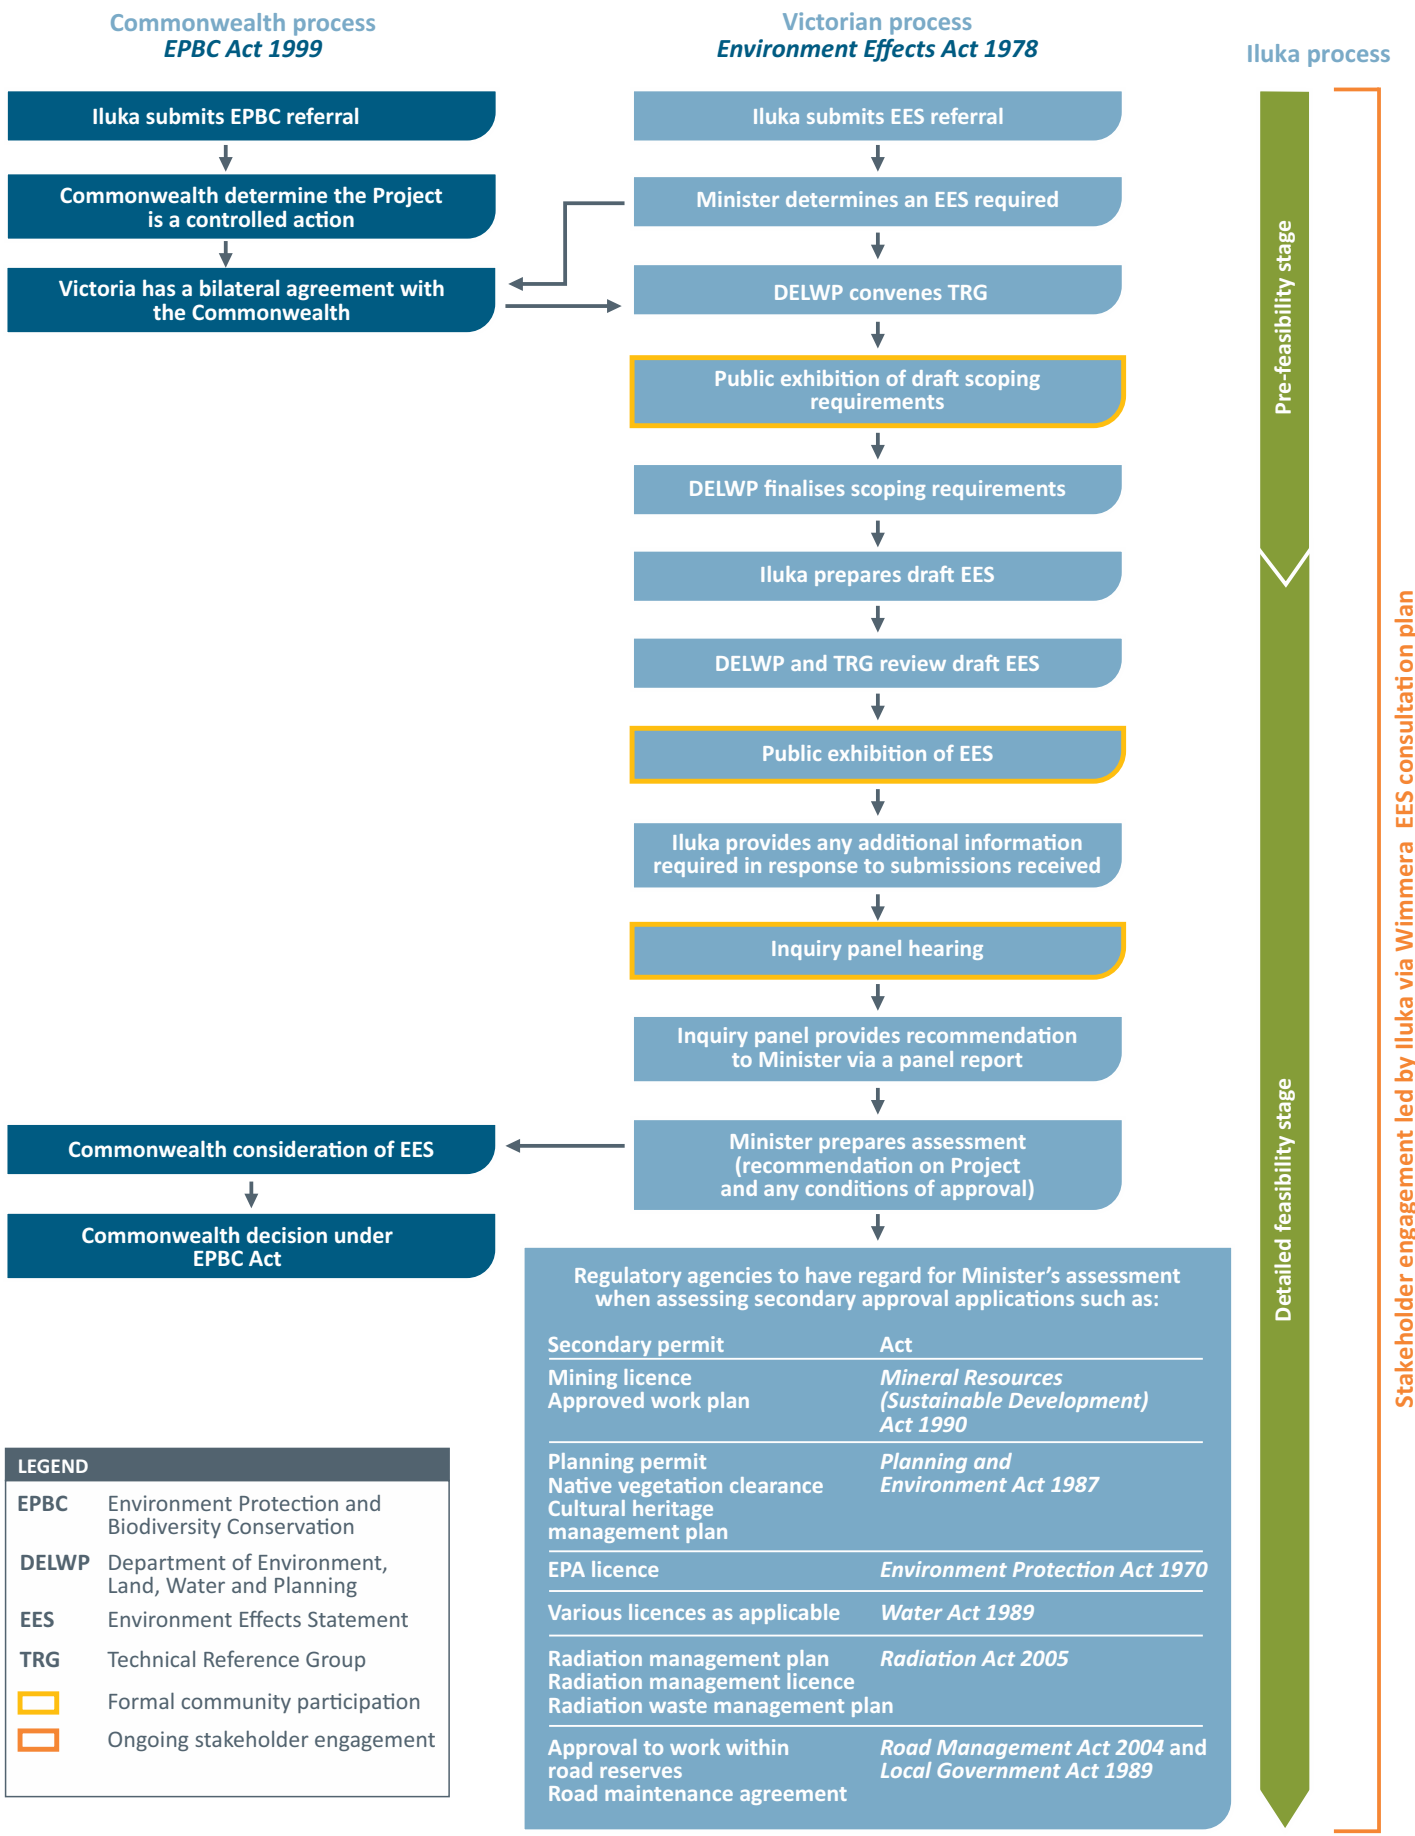 Commonwealth process
EPBC Act 1999
Victorian process
Environment Effects Act 1978
Iluka process
Iluka submits EPBC referral
Commonwealth determine the Project
is a controlled action
Victoria has a bilateral agreement with
the Commonwealth
Iluka submits EES referral
Minister determines an EES required
DELWP convenes TRG
Public exhibition of draft scoping
requirements
DELWP finalises scoping requirements
Iluka prepares draft EES
DELWP and TRG review draft EES
Public exhibition of EES
Iluka provides any additional information
required in response to submissions received
Inquiry panel hearing
Inquiry panel provides recommendation
to Minister via a panel report
Minister prepares assessment
(recommendation on Project
and any conditions of approval)
Commonwealth consideration of EES
Commonwealth decision under
EPBC Act
Regulatory agencies to have regard for Minister's assessment
when assessing secondary approval applications such as:
Secondary permit Act
Mining licence Mineral Resources
Approved work plan (Sustainable Development)
Act 1990
Planning permit Planning and
Native vegetation clearance Environment Act 1987
Cultural heritage
management plan
EPA licence Environment Protection Act 1970
Various licences as applicable Water Act 1989
Radiation management plan Radiation Act 2005
Radiation management licence
Radiation waste management plan
Approval to work within Road Management Act 2004 and
road reserves Local Government Act 1989
Road maintenance agreement
Pre-feasibility stage
Detailed feasibility stage
Stakeholder engagement led by Iluka via Wimmera EES consultation plan
LEGEND
EPBC Environment Protection and
Biodiversity Conservation
DELWP Department of Environment,
Land, Water and Planning
EES Environment Effects Statement
TRG Technical Reference Group
Formal community participation
Ongoing stakeholder engagement